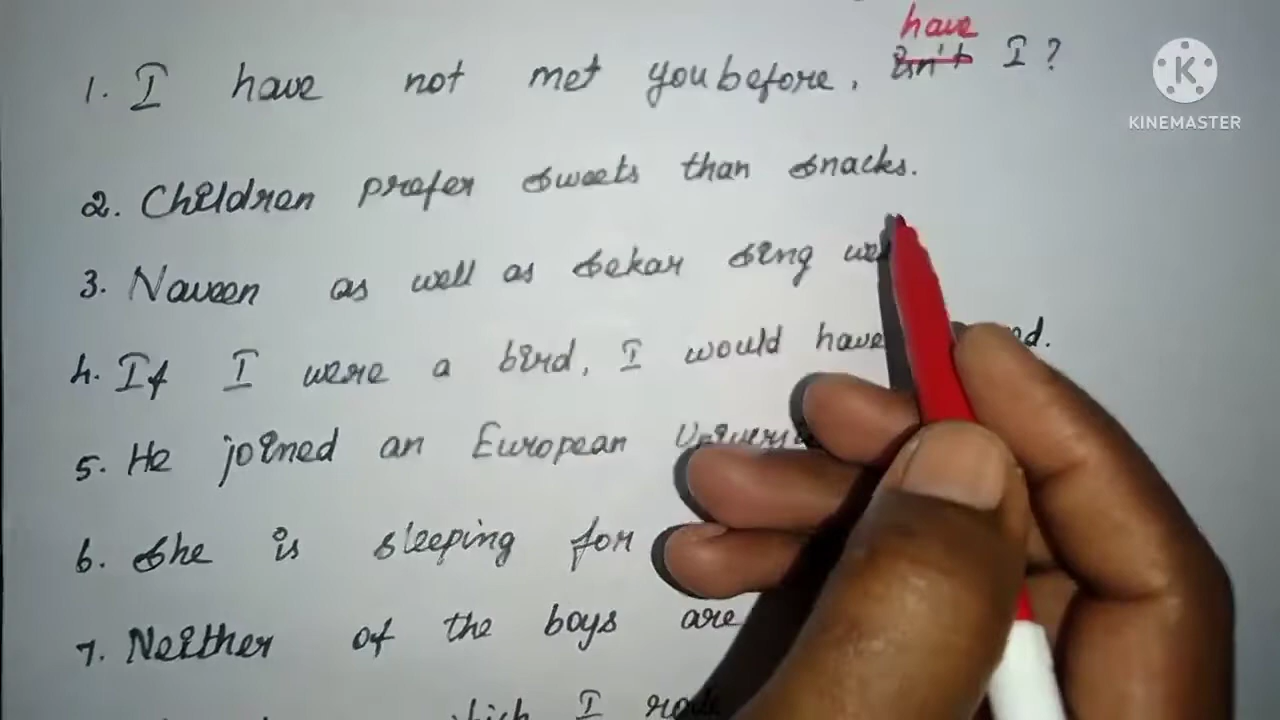 have
1. I have not met you before, isn't I?
2. Children prefer sweets than snacks.
3. Naveen as well as Sekar sing
4. If I were a bird, I would have
5. He joined an European
6. She is sleeping for
7. Neither of the boys are
which I
KINEMASTER